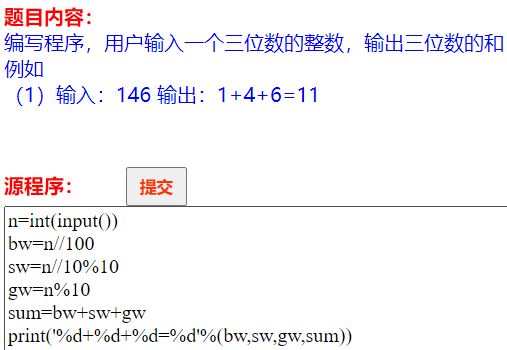 题目内容：
编写程序，用户输入一个三位数的整数，输出三位数的和
例如
（1）输入：146 输出：1+4+6=11
源程序： 提交
n=int(input())
bw=n//100
sw=n//10%10
gw=n%10
sum=bw+sw+gw
print('%d+%d+%d=%d'%(bw,sw,gw,sum))